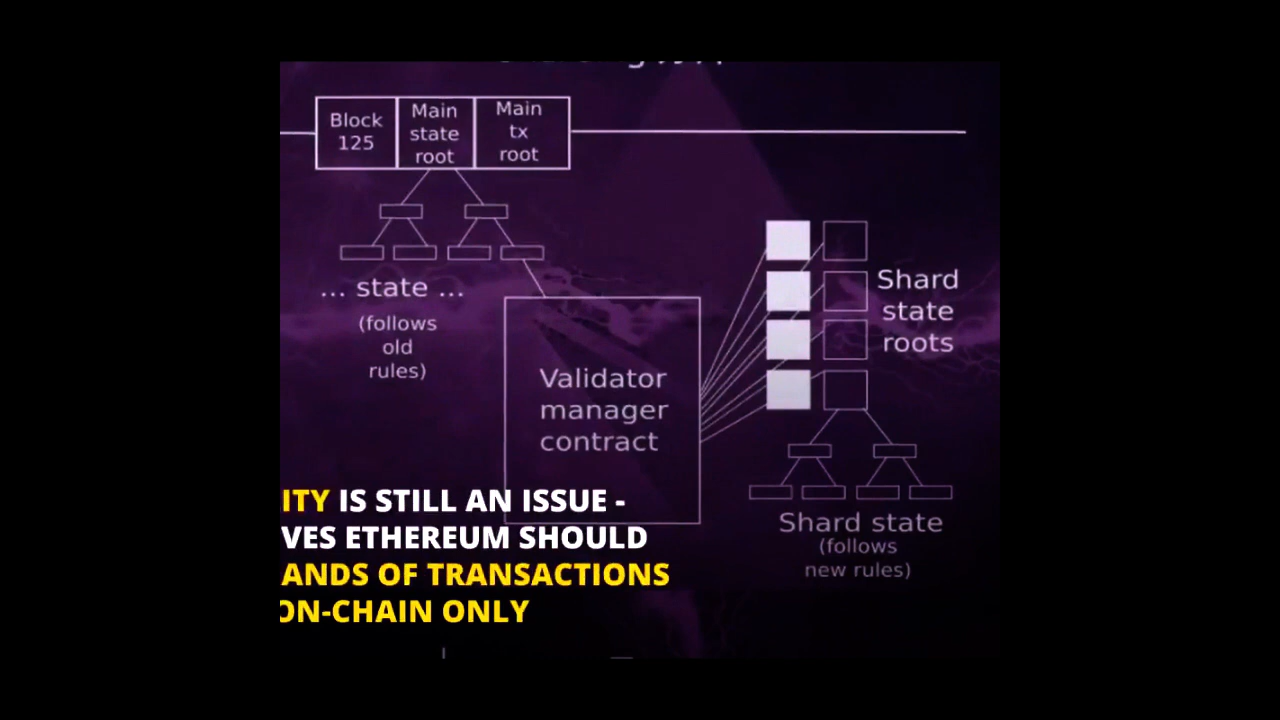 Block
125
Main
state
root
Main
tx
root
... state ...
(follows
old
rules)
Validator
manager
contract
Shard
state
roots
Shard state
(follows
new rules)
ITY IS STILL AN ISSUE -
VES ETHEREUM SHOULD
ANDS OF TRANSACTIONS
ON-CHAIN ONLY